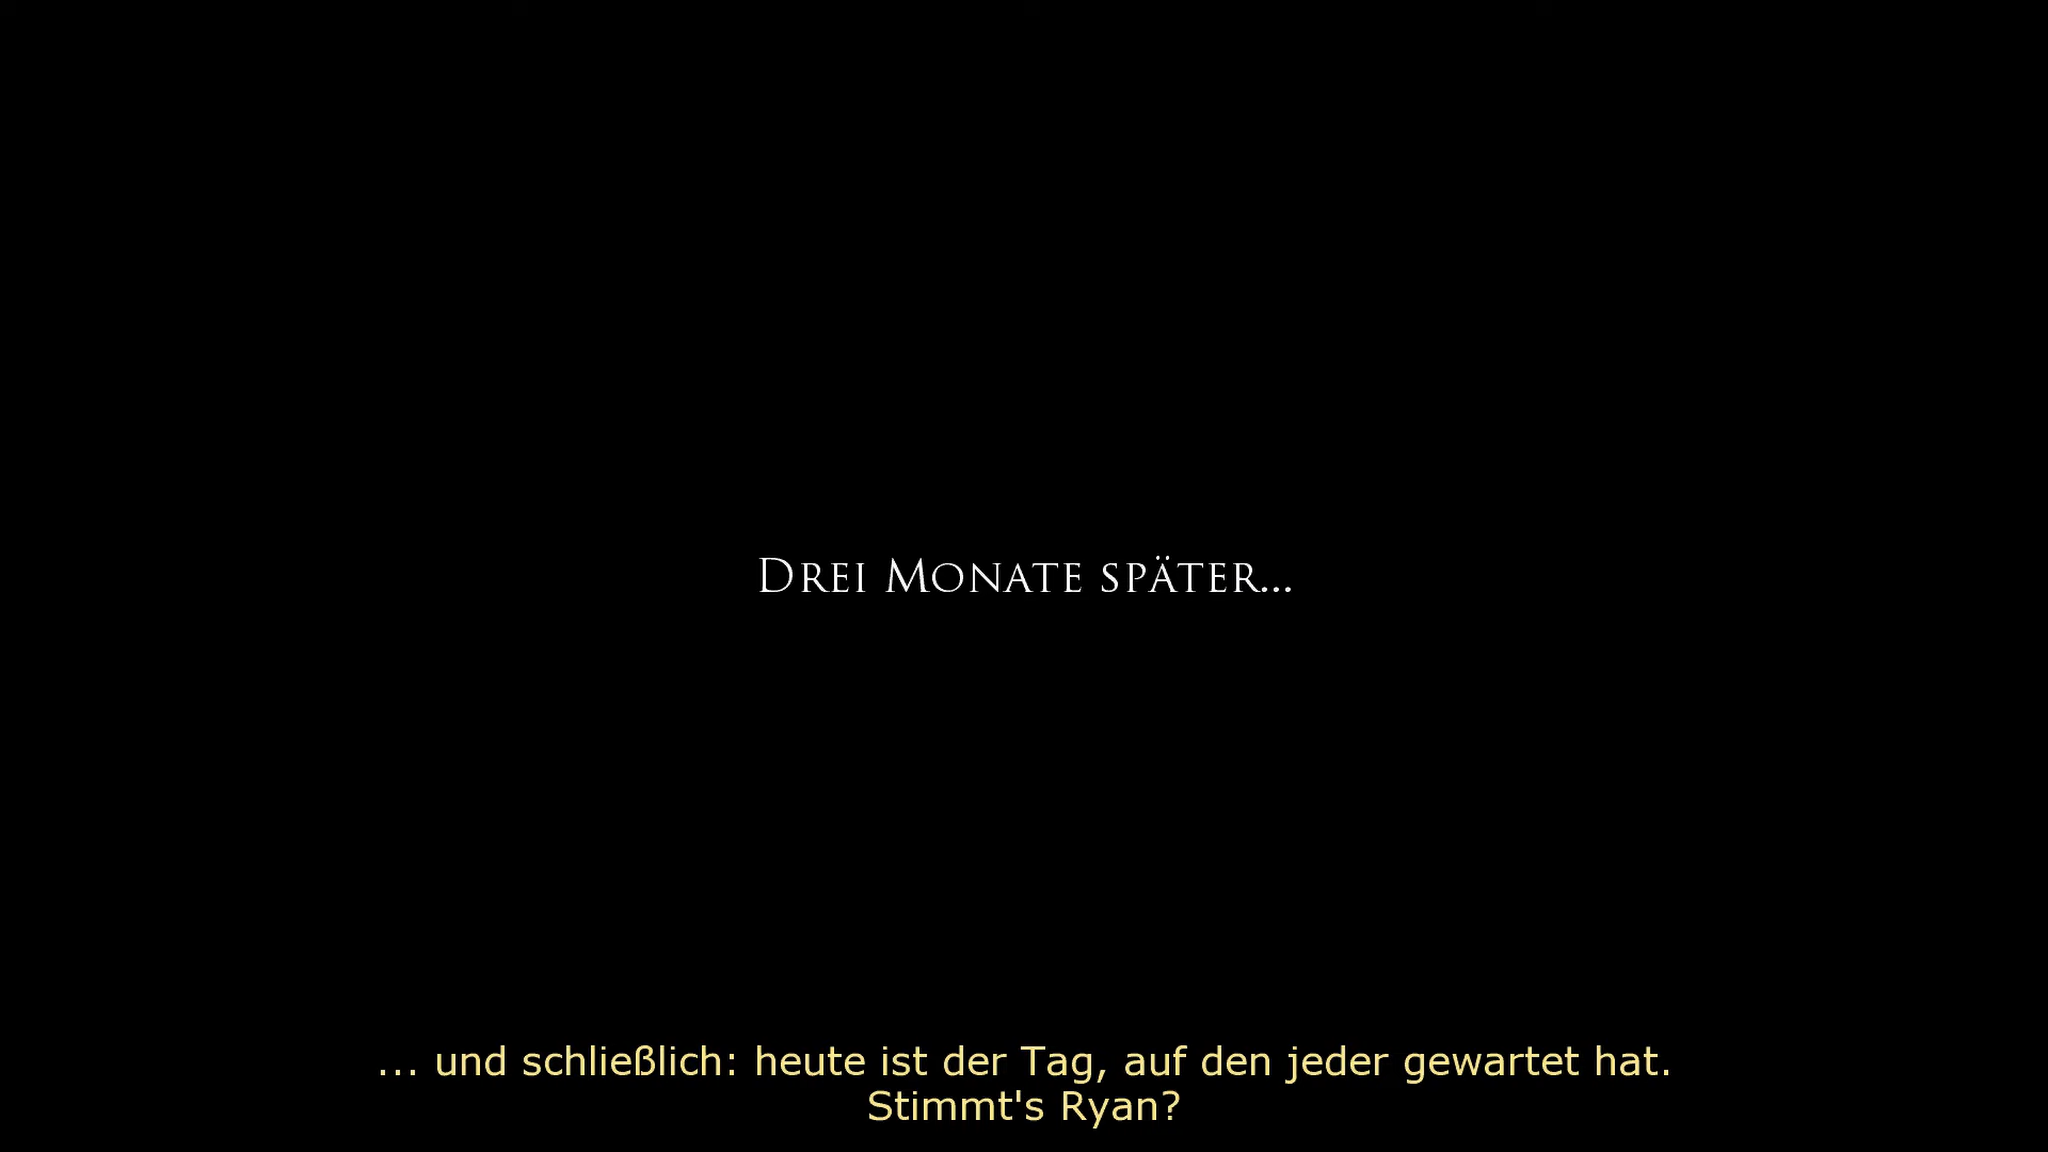 Drei Monate später...
... und schließlich: heute ist der Tag, auf den jeder gewartet hat.
Stimmt's Ryan?